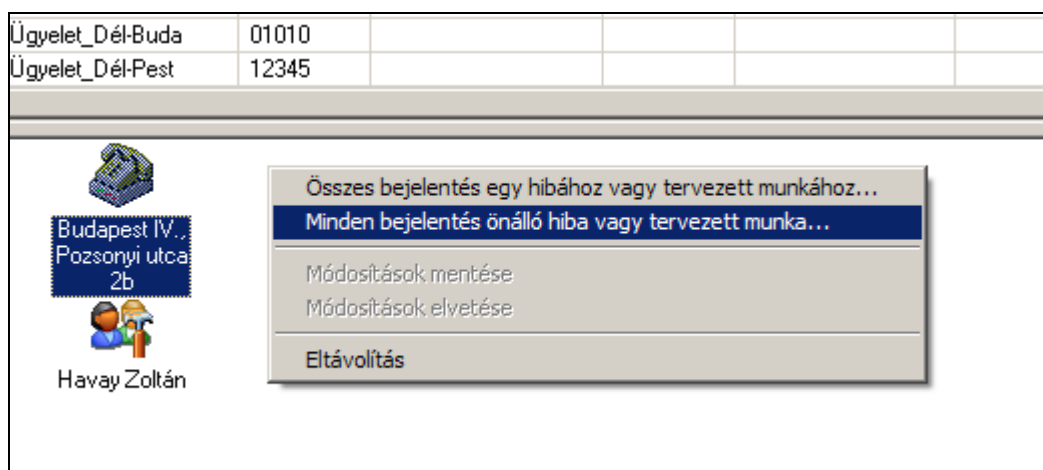 Ügyelet_Dél-Buda 01010
Ügyelet_Dél-Pest 12345
Budapest IV.,
Pozsonyi utca
2b
Havay Zoltán
Összes bejelentés egy hibához vagy tervezett munkához...
Minden bejelentés önálló hiba vagy tervezett munka...
Módosítások mentése
Módosítások elvetése
Eltávolítás